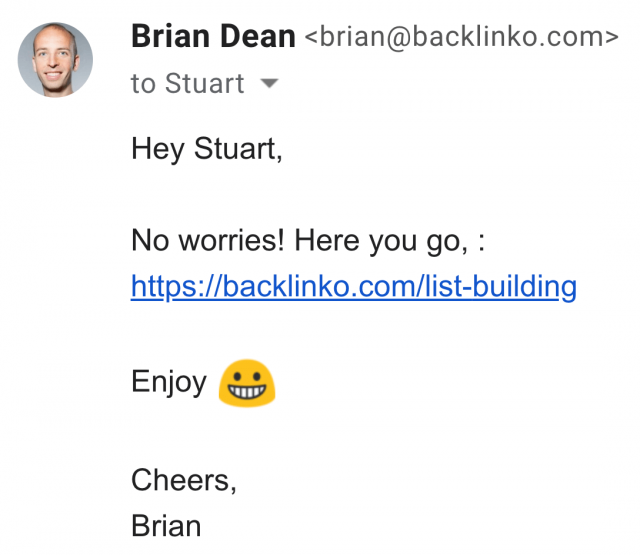 Brian Dean <brian@backlinko.com>
to Stuart
Hey Stuart,
No worries! Here you go, :
https://backlinko.com/list-building
Enjoy 😀
Cheers,
Brian